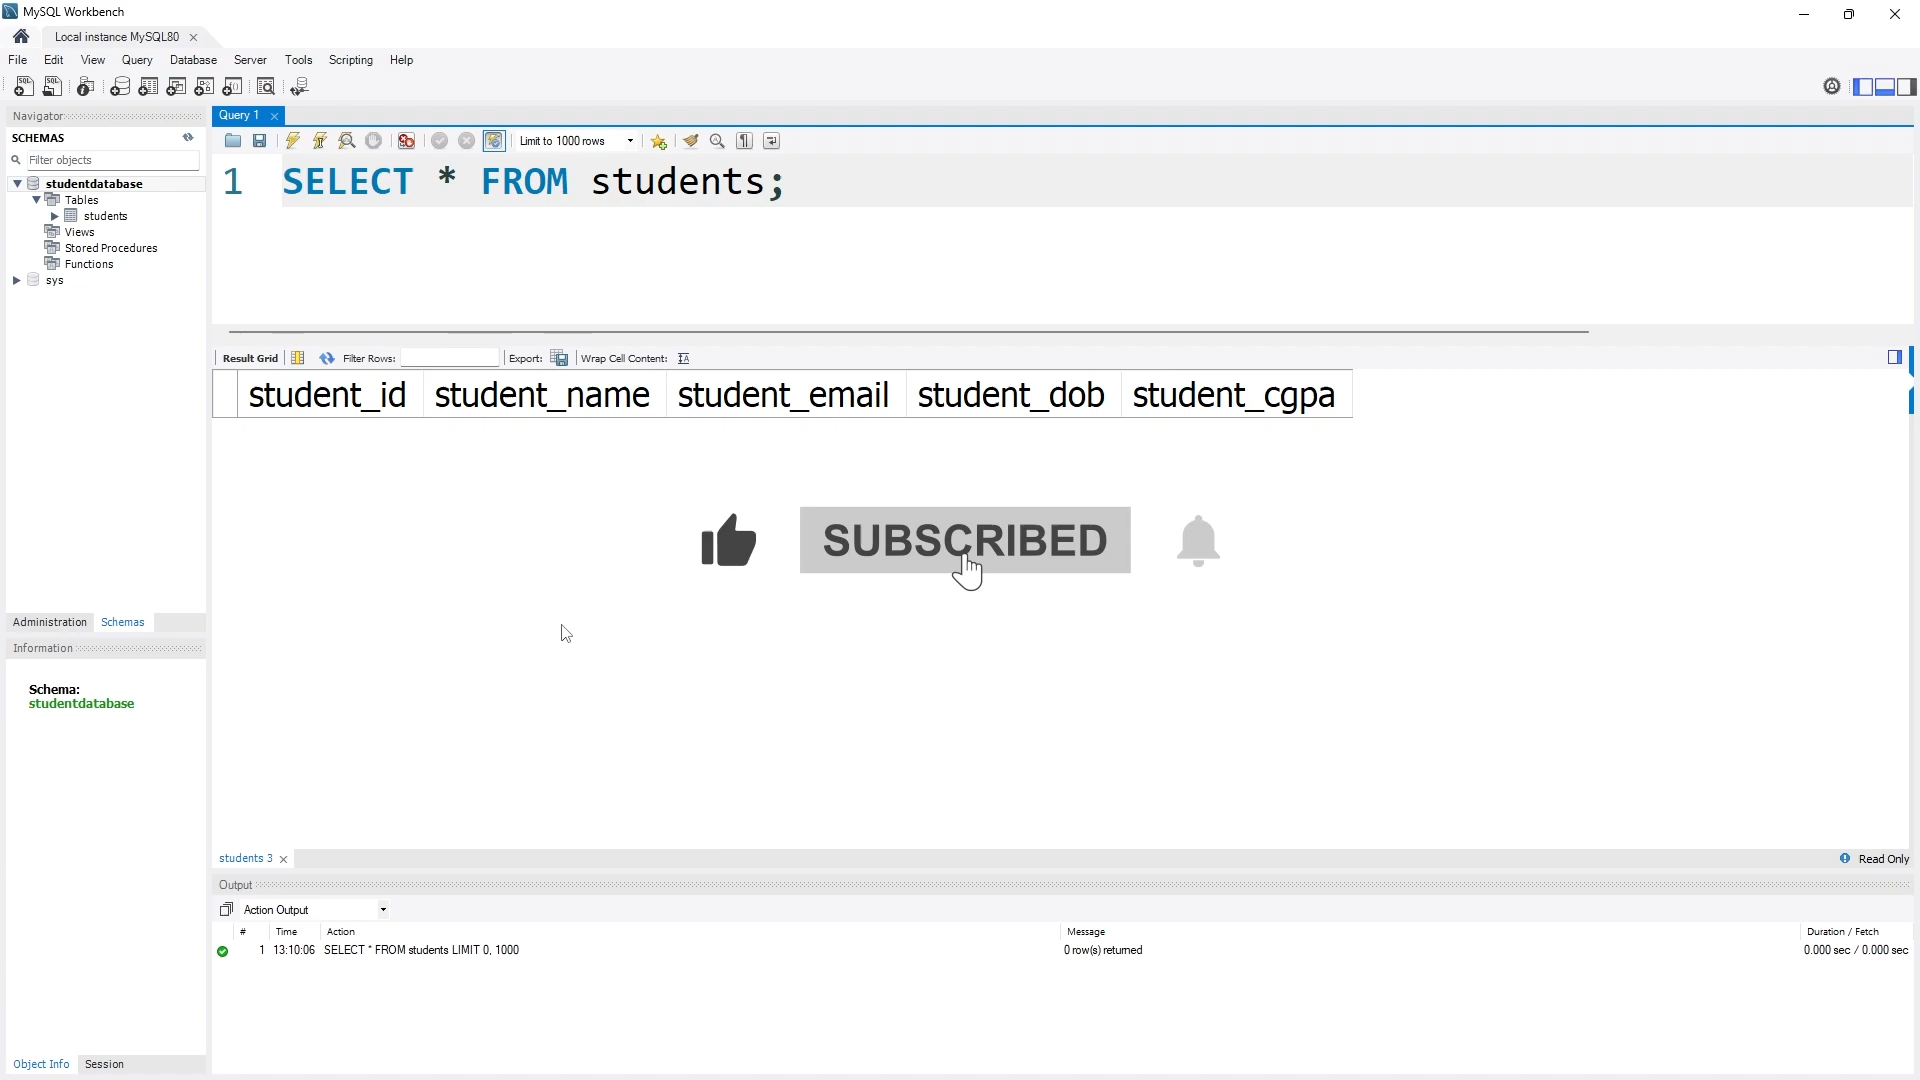 MySQL Workbench
Local instance MySQL80
File Edit View Query Database Server Tools Scripting Help
Navigator
SCHEMAS
Filter objects
studentdatabase
Tables
students
Views
Stored Procedures
Functions
sys
Administration Schemas
Information
Schema:
studentdatabase
Object Info Session
Query 1
Limit to 1000 rows
1 SELECT * FROM students;
Result Grid Filter Rows: Export: Wrap Cell Content:
student_id student_name student_email student_dob student_cgpa
SUBSCRIBED
students 3
Read Only
Output
Action Output
# Time Action Message Duration / Fetch
1 13:10:06 SELECT * FROM students LIMIT 0, 1000 0 row(s) returned 0.000 sec / 0.000 sec